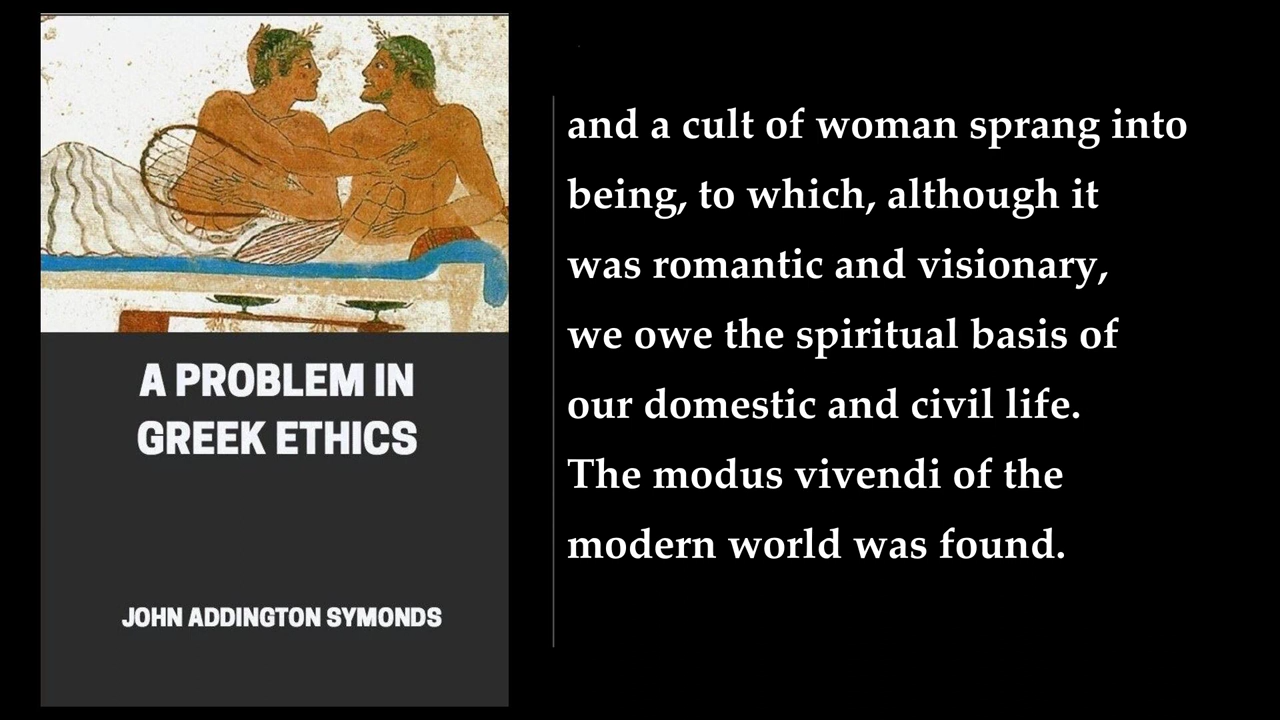 A PROBLEM IN
GREEK ETHICS
JOHN ADDINGTON SYMONDS
and a cult of woman sprang into
being, to which, although it
was romantic and visionary,
we owe the spiritual basis of
our domestic and civil life.
The modus vivendi of the
modern world was found.